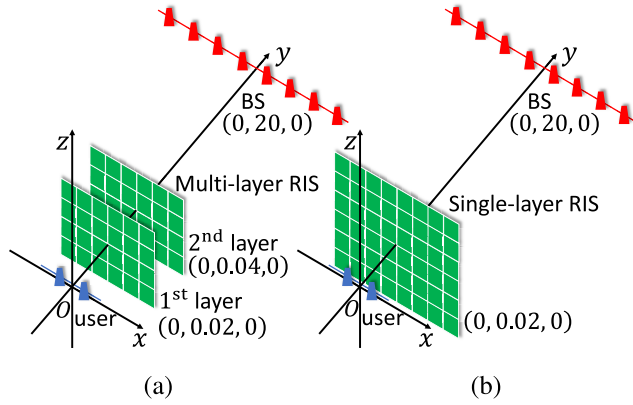 y
BS
(0, 20, 0)
z
Multi-layer RIS
2nd layer
(0,0.04,0)
1st layer
(0, 0.02, 0)
O
user
x
(a)
y
BS
(0, 20, 0)
z
Single-layer RIS
(0, 0.02, 0)
O
user
x
(b)